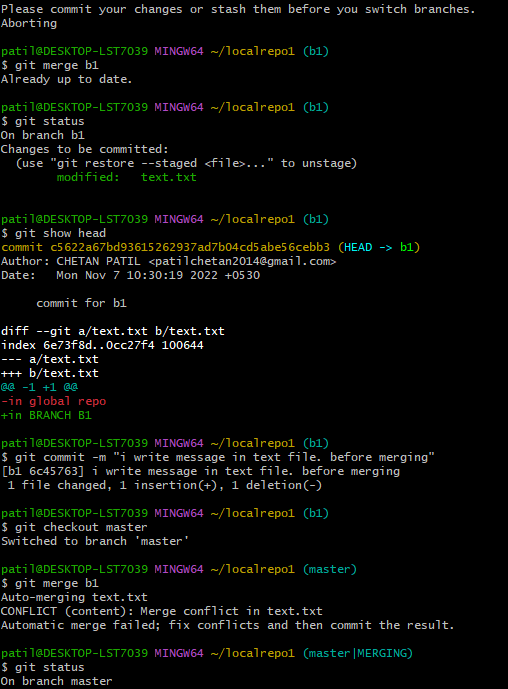 Please commit your changes or stash them before you switch branches.
Aborting
patil@DESKTOP-LST7039 MINGW64 ~/localrepo1 (b1)
$ git merge b1
Already up to date.
patil@DESKTOP-LST7039 MINGW64 ~/localrepo1 (b1)
$ git status
On branch b1
Changes to be committed:
  (use "git restore --staged <file>..." to unstage)
        modified:   text.txt
patil@DESKTOP-LST7039 MINGW64 ~/localrepo1 (b1)
$ git show head
commit c5622a67bd93615262937ad7b04cd5abe56cebb3 (HEAD -> b1)
Author: CHETAN PATIL <patilchetan2014@gmail.com>
Date:   Mon Nov 7 10:30:19 2022 +0530
     commit for b1
diff --git a/text.txt b/text.txt
index 6e73f8d..0cc27f4 100644
--- a/text.txt
+++ b/text.txt
@@ -1 +1 @@
-in global repo
+in BRANCH B1
patil@DESKTOP-LST7039 MINGW64 ~/localrepo1 (b1)
$ git commit -m "i write message in text file. before merging"
[b1 6c45763] i write message in text file. before merging
 1 file changed, 1 insertion(+), 1 deletion(-)
patil@DESKTOP-LST7039 MINGW64 ~/localrepo1 (b1)
$ git checkout master
Switched to branch 'master'
patil@DESKTOP-LST7039 MINGW64 ~/localrepo1 (master)
$ git merge b1
Auto-merging text.txt
CONFLICT (content): Merge conflict in text.txt
Automatic merge failed; fix conflicts and then commit the result.
patil@DESKTOP-LST7039 MINGW64 ~/localrepo1 (master|MERGING)
$ git status
On branch master